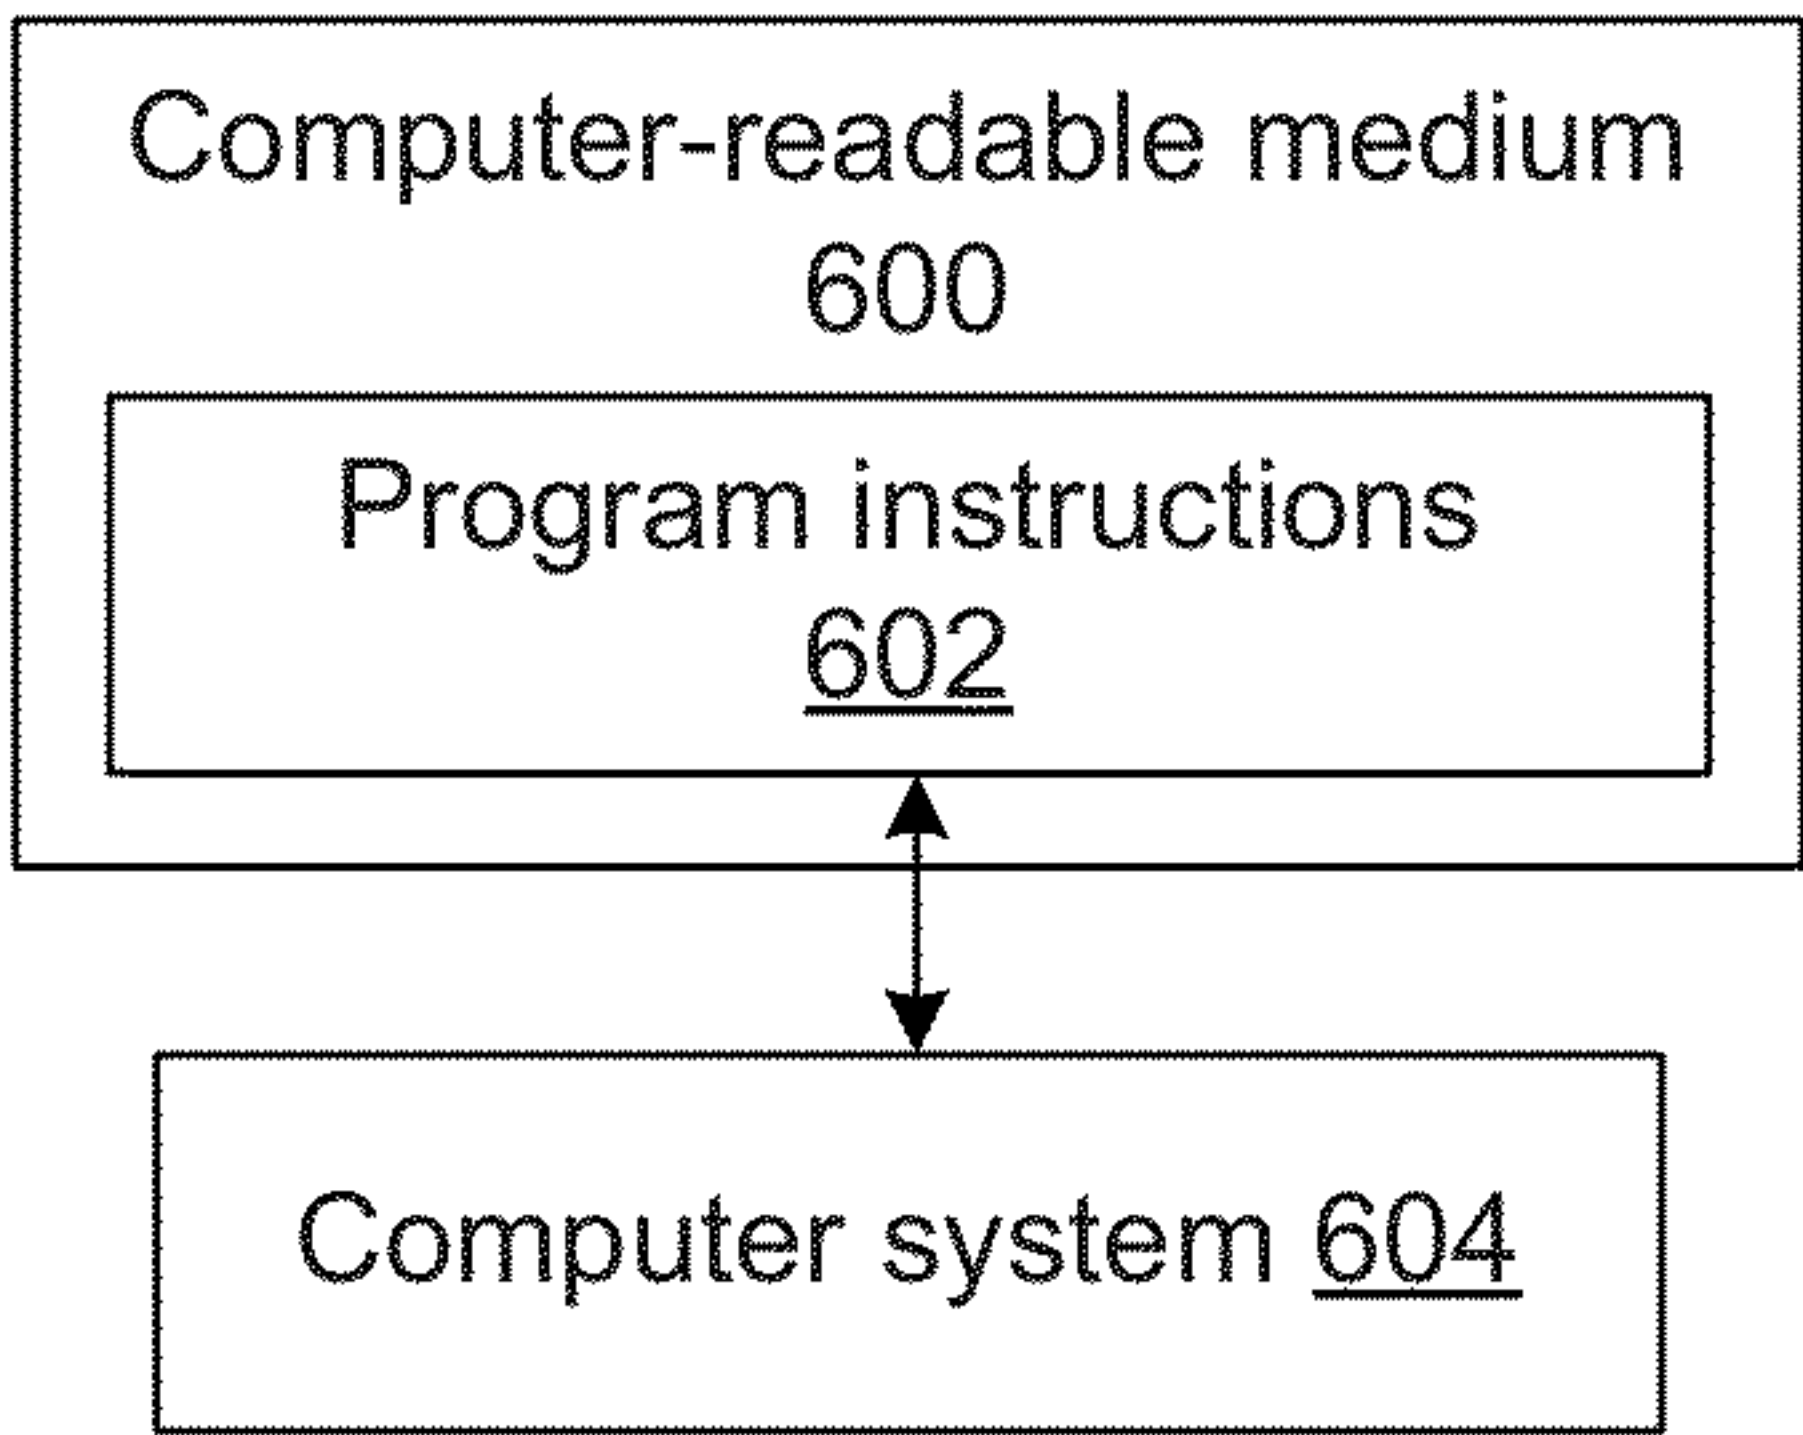 Computer-readable medium
600
Program instructions
602
Computer system 604